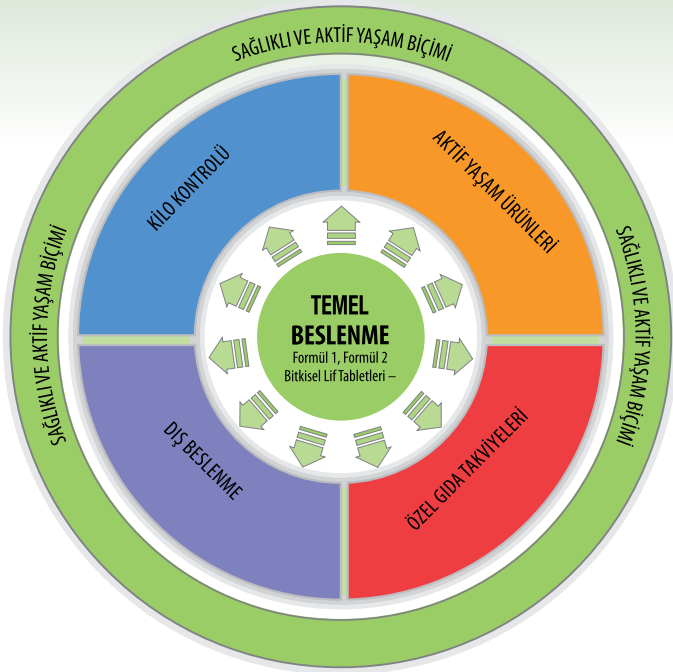 SAĞLIKLI VE AKTİF YAŞAM BİÇİMİ
KİLO KONTROLÜ
AKTİF YAŞAM ÜRÜNLERİ
SAĞLIKLI VE AKTİF YAŞAM BİÇİMİ
SAĞLIKLI VE AKTİF YAŞAM BİÇİMİ
TEMEL
BESLENME
Formül 1, Formül 2
Bitkisel Lif Tabletleri –
DIŞ BESLENME
ÖZEL GIDA TAKVİYELERİ